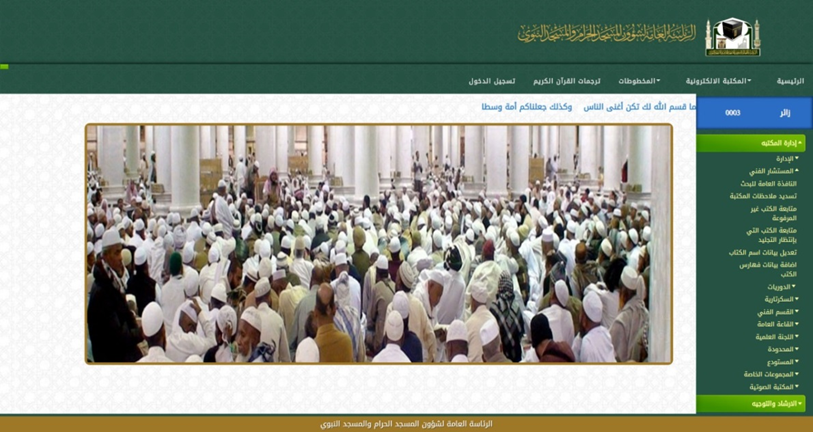 الرئاسة العامة لشؤون المسجد الحرام والمسجد النبوي
الرئيسية
المكتبة الالكترونية
المخطوطات
ترجمات القرآن الكريم
تسجيل الدخول
زائر 0003
ما قسم الله لك تكن أغنى الناس وكذلك جعلناكم أمة وسطا
إدارة المكتبه
الإدارة
المستشار الفني
النافذة العامة للبحث
تسديد ملاحظات المكتبة
متابعة الكتب غير
المرفوعة
متابعة الكتب التي
بإنتظار التجليد
تعديل بيانات اسم الكتاب
اضافة بيانات فهارس
الكتب
الدوريات
السكرتارية
القسم الفني
القاعة العامة
اللجنة العلمية
المحدودة
المستودع
المجموعات الخاصة
المكتبة الصوتية
الارشاد والتوجيه
الرئاسة العامة لشؤون المسجد الحرام والمسجد النبوي